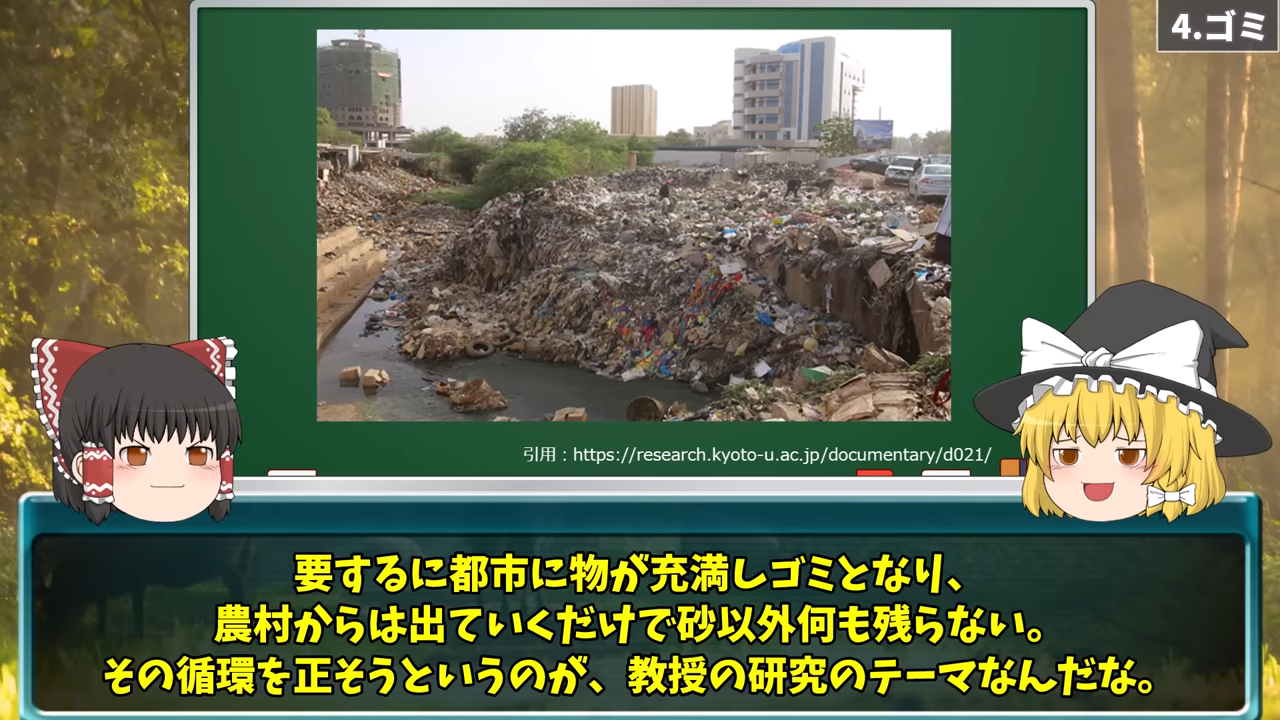 4.ゴミ
引用：https://research.kyoto-u.ac.jp/documentary/d021/
要するに都市に物が充満しゴミとなり、
農村からは出ていくだけで砂以外何も残らない。
その循環を正そうというのが、教授の研究のテーマなんだな。